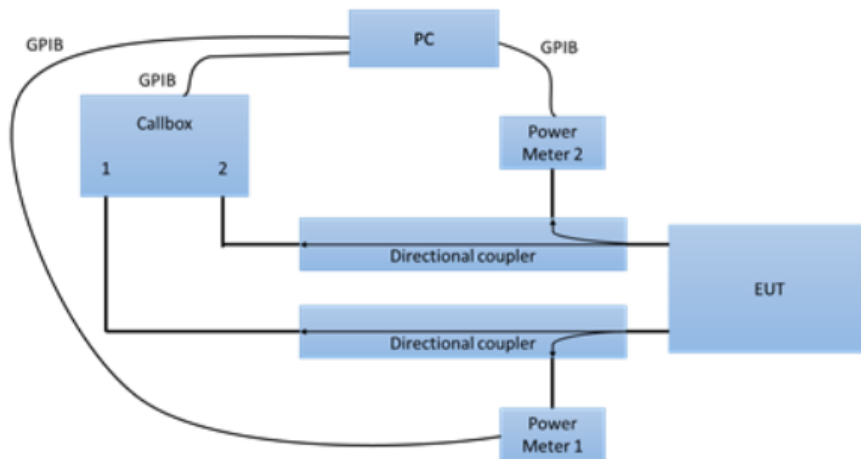 GPIB
PC
GPIB
GPIB
Callbox
1 2
Power
Meter 2
Directional coupler
EUT
Directional coupler
Power
Meter 1